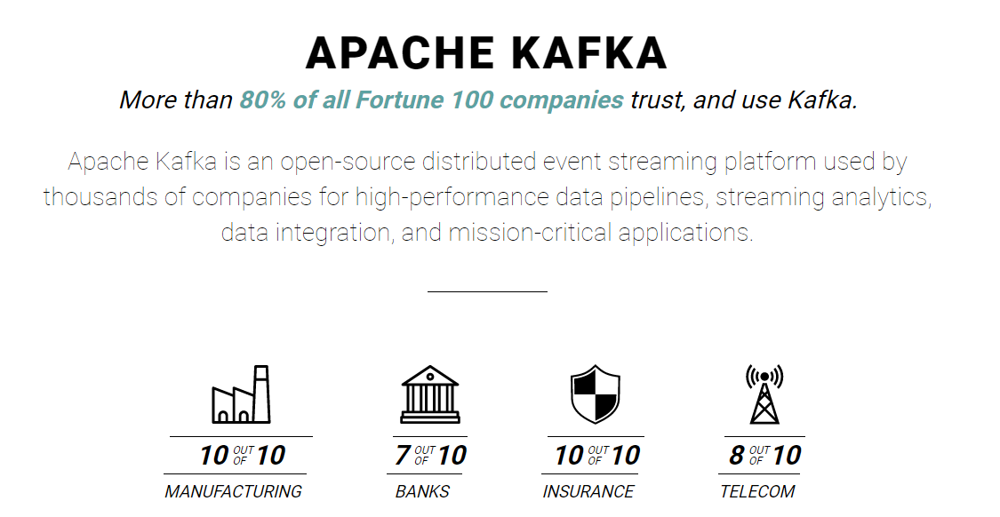 APACHE KAFKA
More than 80% of all Fortune 100 companies trust, and use Kafka.
Apache Kafka is an open-source distributed event streaming platform used by
thousands of companies for high-performance data pipelines, streaming analytics,
data integration, and mission-critical applications.
10 OUT OF 10
MANUFACTURING
7 OUT OF 10
BANKS
10 OUT OF 10
INSURANCE
8 OUT OF 10
TELECOM